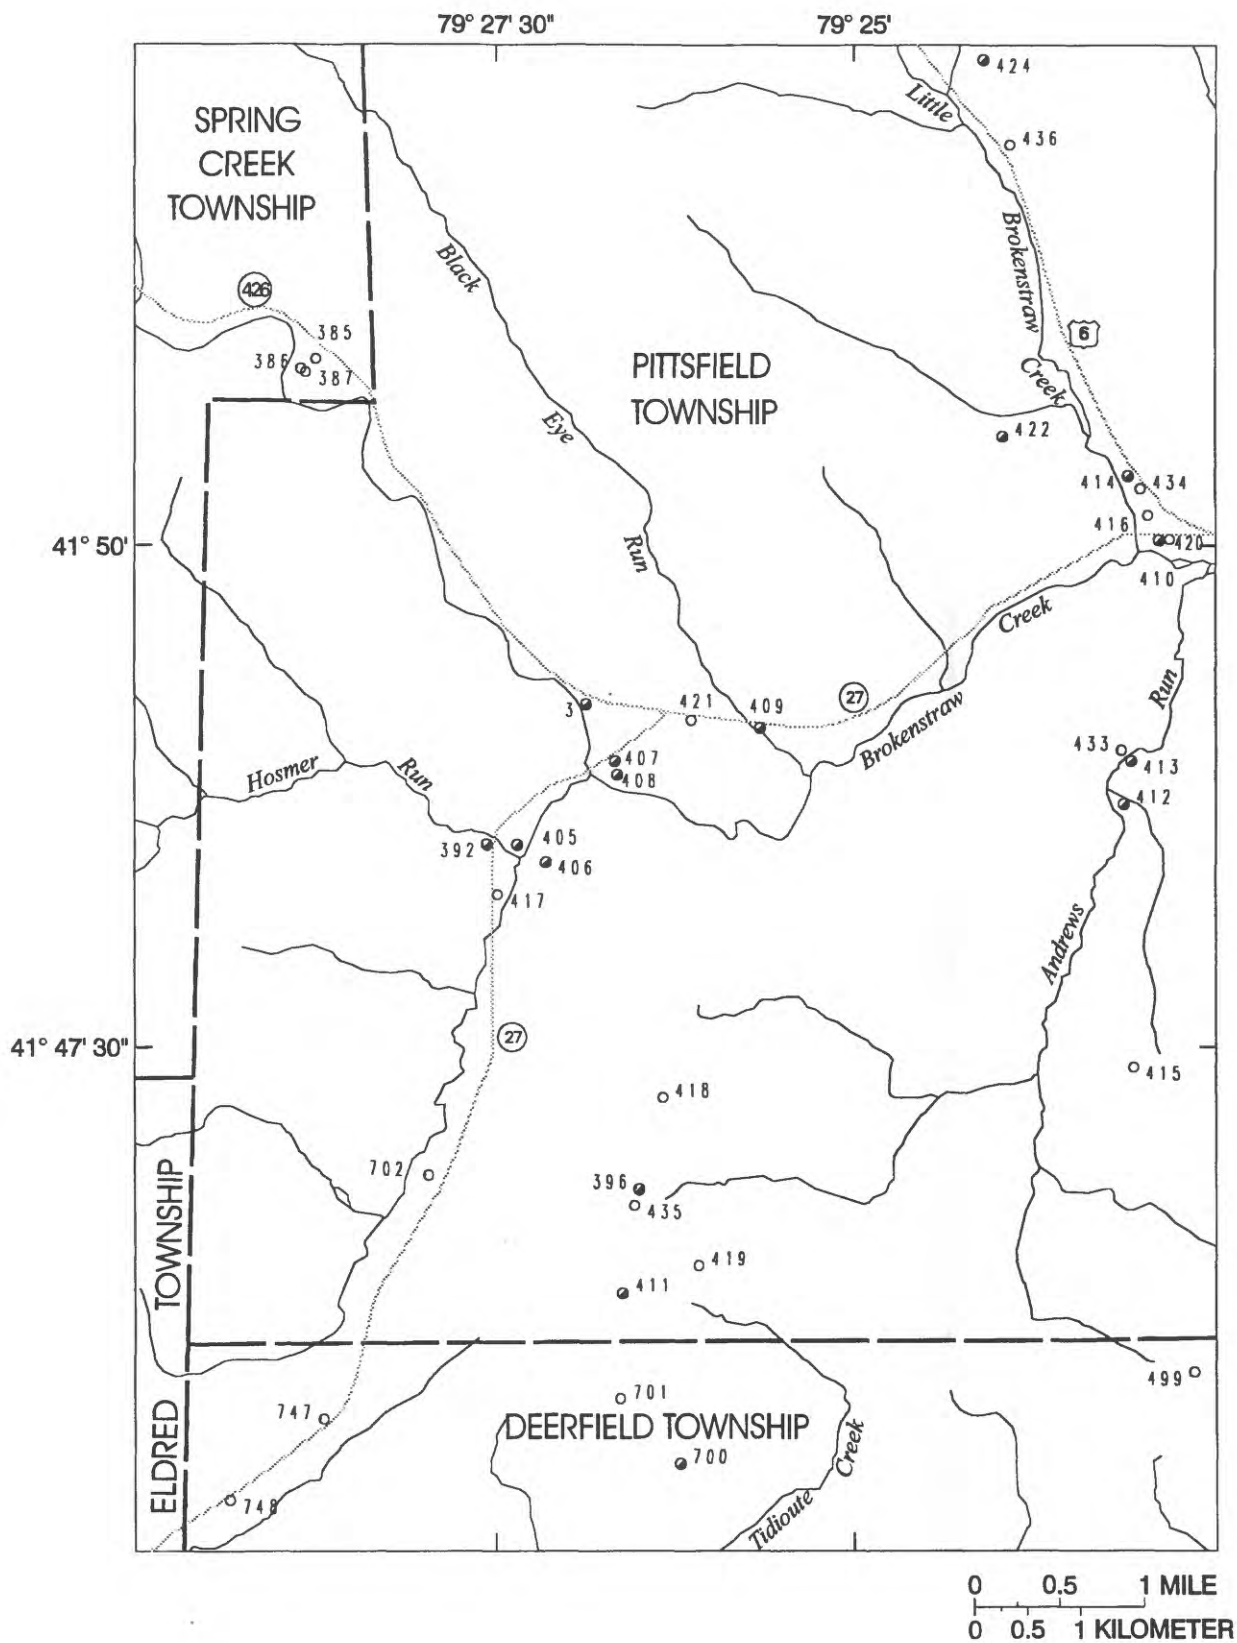 79° 27' 30"
79° 25'
424
Little
SPRING
CREEK
TOWNSHIP
436
Brokenstraw
Creek
Black
Eye
Run
426
385
386
387
6
PITTSFIELD
TOWNSHIP
422
414
434
416
420
41° 50'
410
Creek
Run
3
421
409
27
Brokenstraw
433
413
407
408
412
Hosmer
Run
392
405
406
417
Andrews
41° 47' 30"
27
415
418
702
396
435
419
411
TOWNSHIP
ELDRED
499
701
747
DEERFIELD TOWNSHIP
700
Creek
Tidioute
748
0 0.5 1 MILE
0 0.5 1 KILOMETER